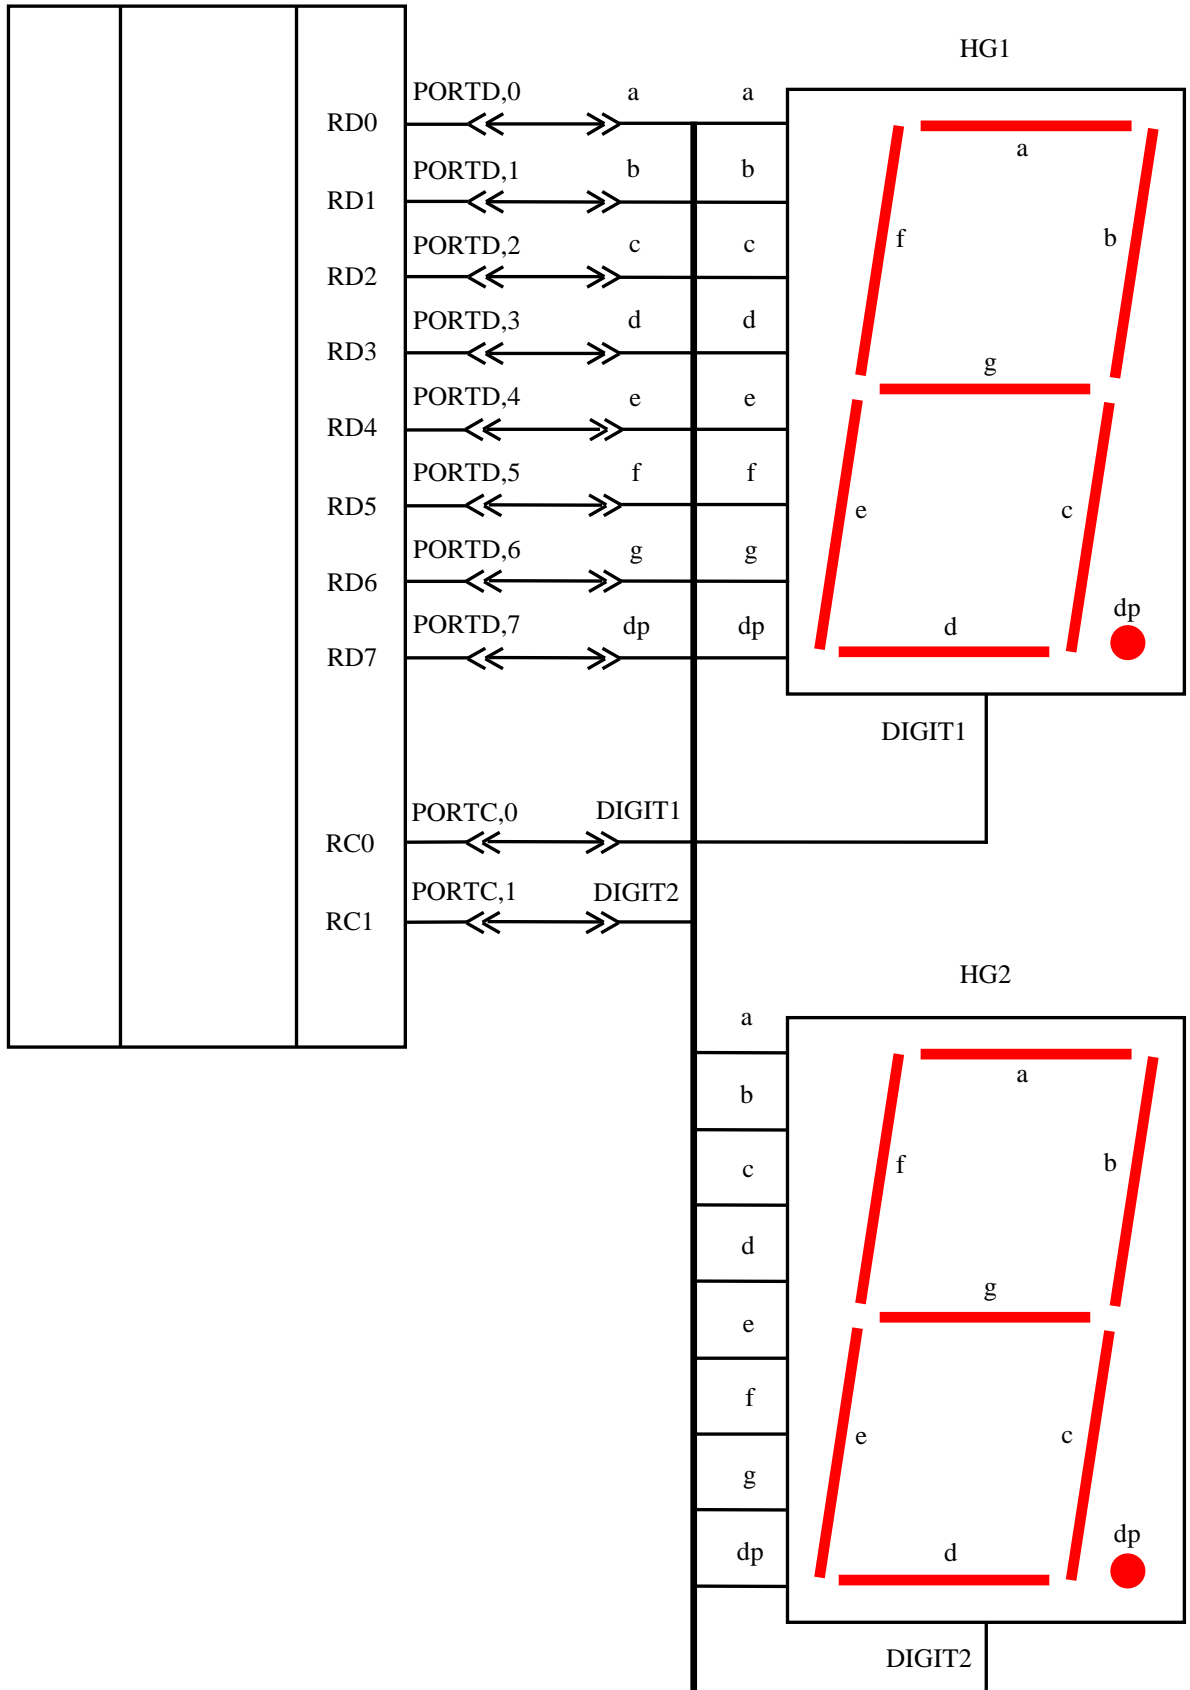 HG1
PORTD,0 a a
RD0
a
PORTD,1 b b
RD1
PORTD,2 c c
f b
RD2
PORTD,3 d d
RD3
g
PORTD,4 e e
RD4
PORTD,5 f f
RD5
e c
PORTD,6 g g
RD6
PORTD,7 dp dp
d dp
RD7
DIGIT1
PORTC,0 DIGIT1
RC0
PORTC,1 DIGIT2
RC1
HG2
a
a
b
c
f b
d
g
e
f
e c
g
dp
d dp
DIGIT2